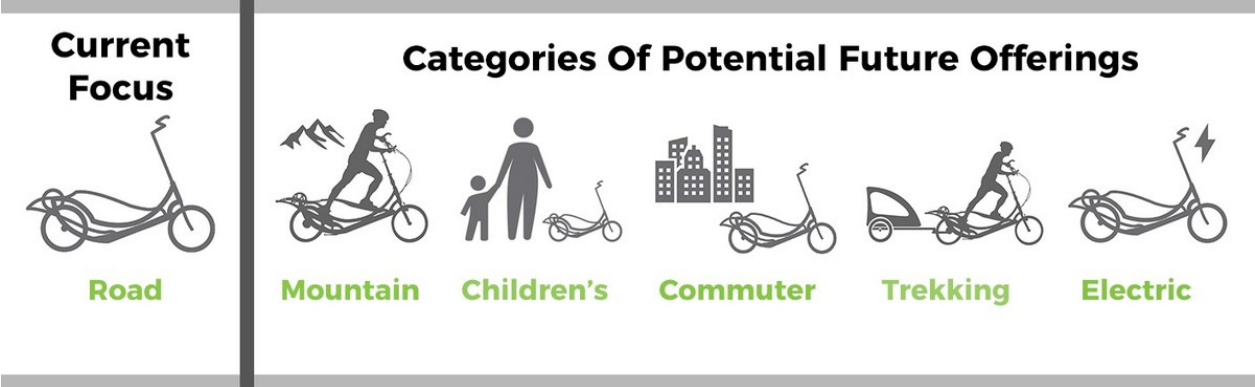 Current
Focus
Categories Of Potential Future Offerings
Road
Mountain
Children's
Commuter
Trekking
Electric